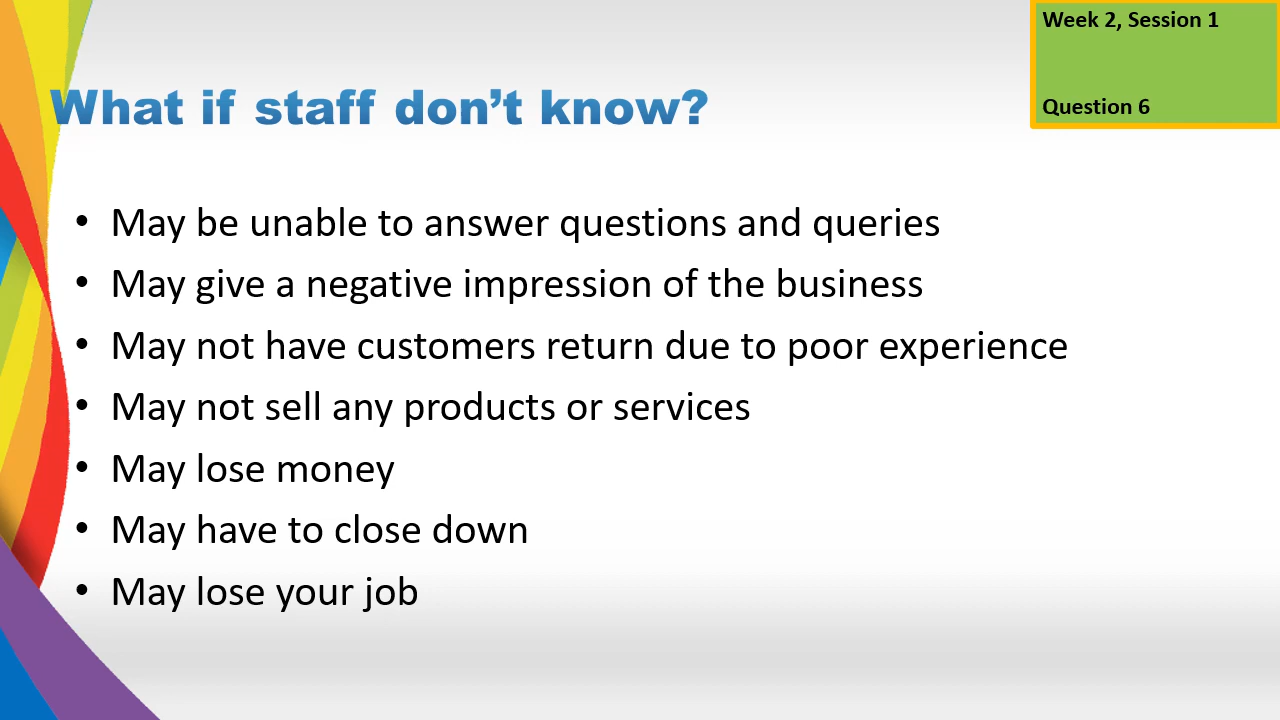 Week 2, Session 1
Question 6
What if staff don’t know?
• May be unable to answer questions and queries
• May give a negative impression of the business
• May not have customers return due to poor experience
• May not sell any products or services
• May lose money
• May have to close down
• May lose your job